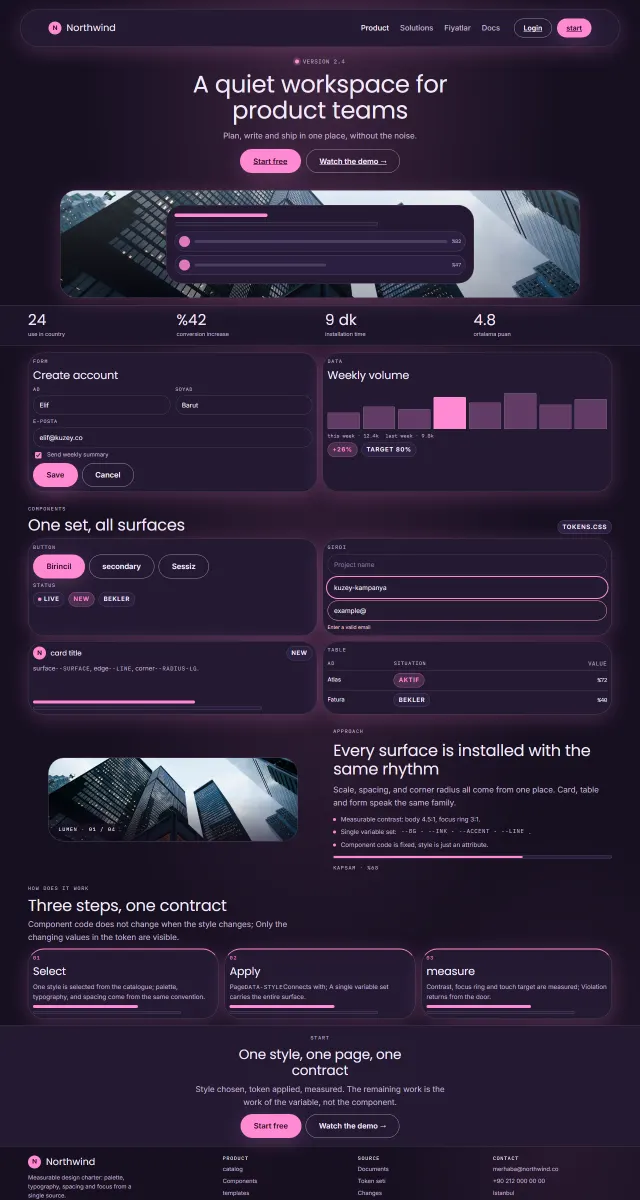 N Northwind Product Solutions Fiyatlar Docs Login start
VERSION 2.4
A quiet workspace for
product teams
Plan, write and ship in one place, without the noise.
Start free Watch the demo →
%82
%47
24 %42 9 dk 4.8
use in country conversion increase installation time ortalama puan
FORM
Create account
AD SOYAD
Elif Barut
E-POSTA
elif@kuzey.co
Send weekly summary
Save Cancel
DATA
Weekly volume
this week · 12.4k last week · 9.8k
+26% TARGET 80%
COMPONENTS
One set, all surfaces
TOKENS.CSS
BUTTON
Birincil secondary Sessiz
STATUS
LIVE NEW BEKLER
GIRDI
Project name
kuzey-kampanya
example@
Enter a valid email
N card title NEW
surface--SURFACE, edge--LINE, corner--RADIUS-LG.
TABLE
AD SITUATION VALUE
Atlas AKTIF %72
Fatura BEKLER %40
LUMEN · 01 / 04
APPROACH
Every surface is installed with the
same rhythm
Scale, spacing, and corner radius all come from one place. Card, table
and form speak the same family.
Measurable contrast: body 4.5:1, focus ring 3:1.
Single variable set: --BG · --INK · --ACCENT · --LINE .
Component code is fixed, style is just an attribute.
KAPSAM · %68
HOW DOES IT WORK
Three steps, one contract
Component code does not change when the style changes; Only the
changing values in the token are visible.
01
Select
One style is selected from the catalogue; palette,
typography, and spacing come from the same convention.
02
Apply
PageDATA-STYLEConnects with; A single variable set
carries the entire surface.
03
measure
Contrast, focus ring and touch target are measured; Violation
returns from the door.
START
One style, one page, one
contract
Style chosen, token applied, measured. The remaining work is the
work of the variable, not the component.
Start free Watch the demo →
N Northwind
Measurable design charter: palette,
typography, spacing and focus from a
single source.
PRODUCT
catalog
Components
templates
SOURCE
Documents
Token seti
Changes
CONTACT
merhaba@northwind.co
+90 212 000 00 00
Istanbul